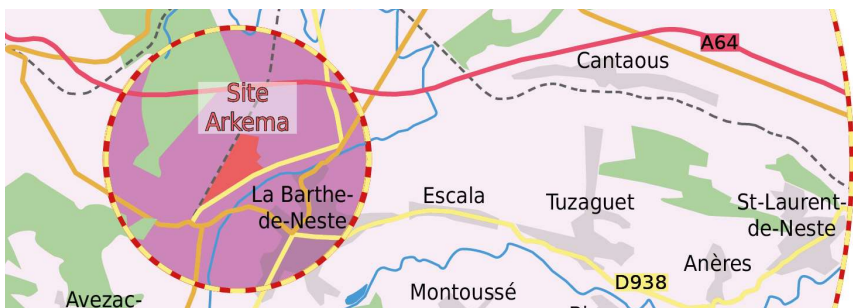 A64
Cantaous
Site
Arkema
La Barthe-
de-Neste
Escala
Tuzaguet
St-Laurent-
de-Neste
Anères
D938
Montoussé
Avezac-